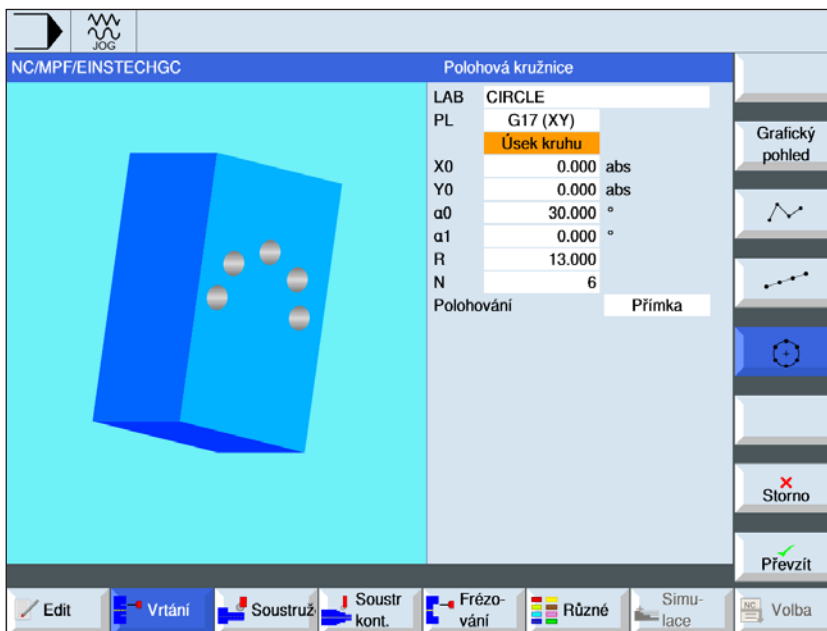 JOG
NC/MPF/EINSTECHGC
Polohová kružnice
LAB CIRCLE
PL G17 (XY)
Úsek kruhu
X0 0.000 abs
Y0 0.000 abs
α0 30.000 °
α1 0.000 °
R 13.000
N 6
Polohování Přímka
Grafický
pohled
Storno
Převzít
Edit
Vrtání
Soustruž
Soustr
kont.
Frézo-
vání
Různé
Simu-
lace
NC
Volba